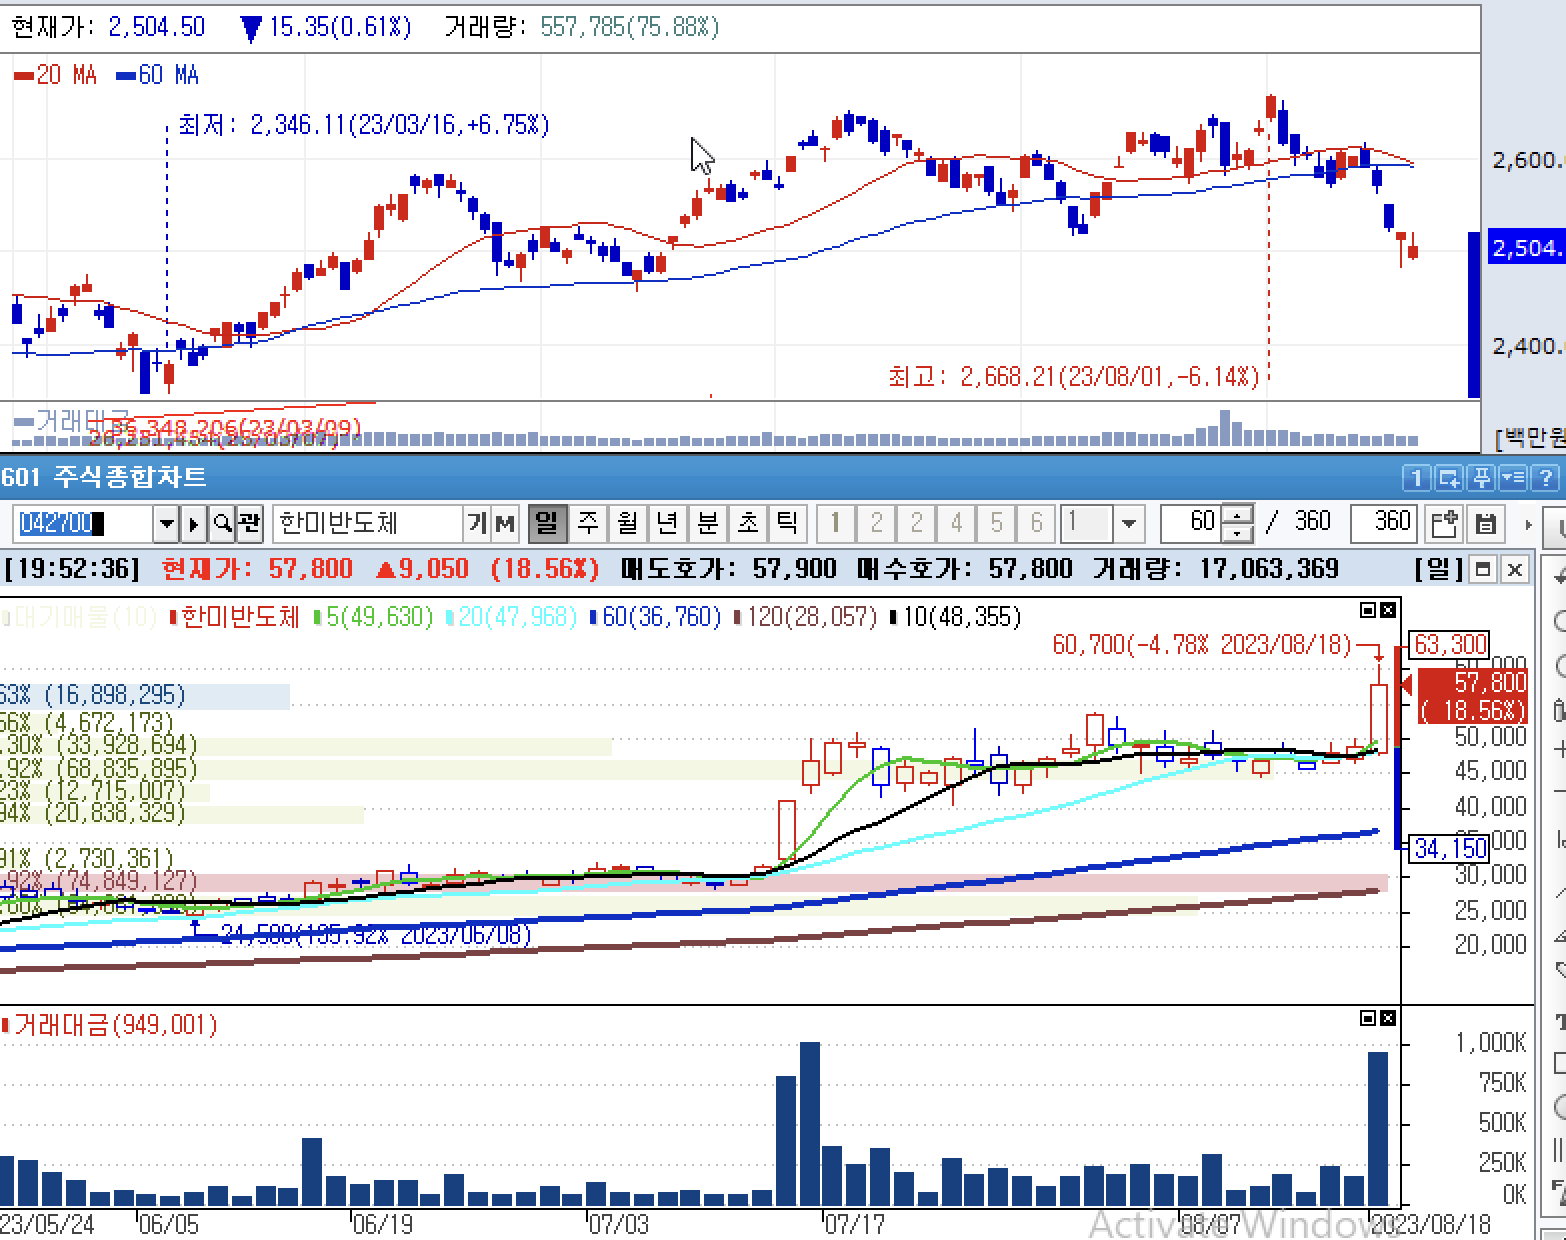 현재가: 2,504.50 ▼ 15.35(0.61%) 거래량: 557,785(75.88%)
20 MA 60 MA
최저: 2,346.11(23/03/16,+6.75%)
2,600.
2,504.
2,400.
최고: 2,668.21(23/08/01,-6.14%)
거래대금
36,348,206(23/03/09)
[백만원
601 주식종합차트
1 ?
042700 관 한미반도체 기 M 일 주 월 년 분 초 틱 1 2 2 4 5 6 1 60 / 360 360
[19:52:36] 현재가: 57,800 ▲9,050 (18.56%) 매도호가: 57,900 매수호가: 57,800 거래량: 17,063,369 [일]
대기매물(10) 한미반도체 5(49,630) 20(47,968) 60(36,760) 120(28,057) 10(48,355)
60,700(-4.78% 2023/08/18)
63,300
60,000
57,800
( 18.56%)
50,000
45,000
40,000
35,000
34,150
30,000
25,000
20,000
63% (16,898,295)
56% (4,672,173)
.30% (33,928,694)
.92% (68,835,895)
23% (12,715,007)
94% (20,838,329)
91% (2,730,361)
.92% (74,849,127)
24,500(135.92% 2023/06/08)
거래대금(949,001)
1,000K
750K
500K
250K
0K
23/05/24 06/05 06/19 07/03 07/17 08/07 2023/08/18
Activate Windows